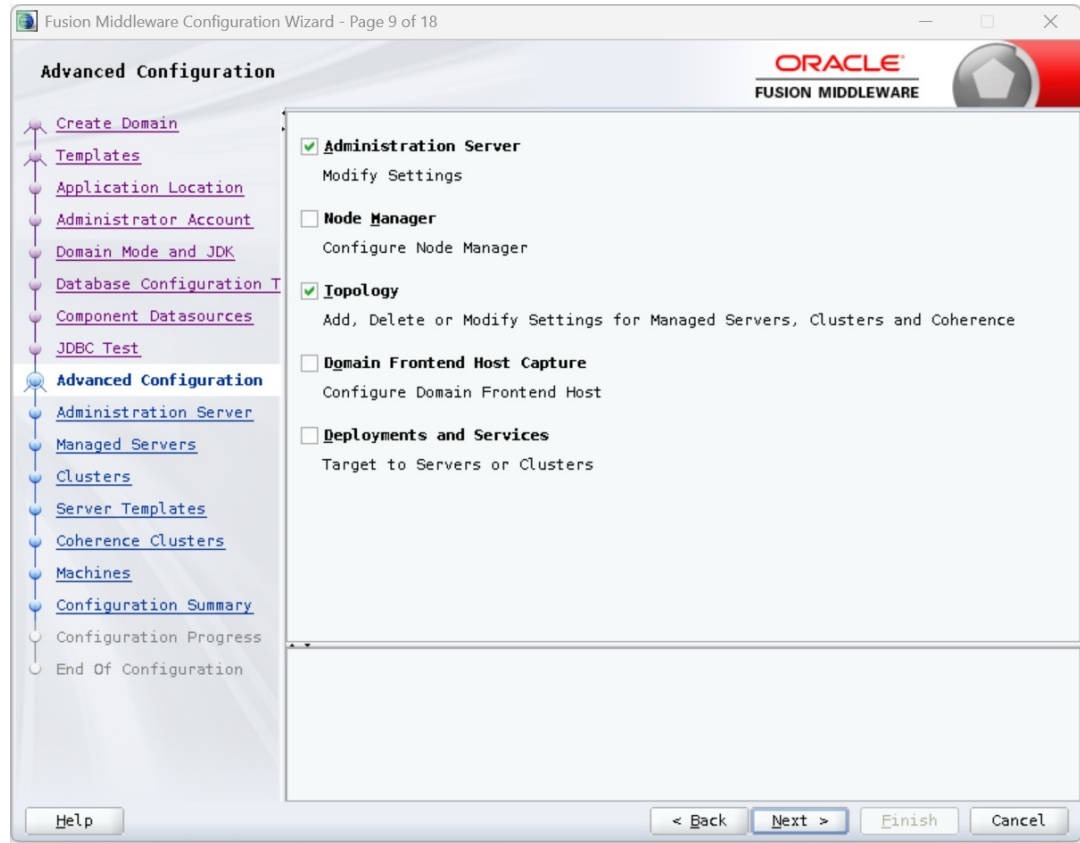 Fusion Middleware Configuration Wizard - Page 9 of 18
Advanced Configuration
ORACLE
FUSION MIDDLEWARE
Create Domain
Templates
Application Location
Administrator Account
Domain Mode and JDK
Database Configuration T
Component Datasources
JDBC Test
Advanced Configuration
Administration Server
Managed Servers
Clusters
Server Templates
Coherence Clusters
Machines
Configuration Summary
Configuration Progress
End Of Configuration
Administration Server
Modify Settings
Node Manager
Configure Node Manager
Topology
Add, Delete or Modify Settings for Managed Servers, Clusters and Coherence
Domain Frontend Host Capture
Configure Domain Frontend Host
Deployments and Services
Target to Servers or Clusters
Help
< Back
Next >
Finish
Cancel